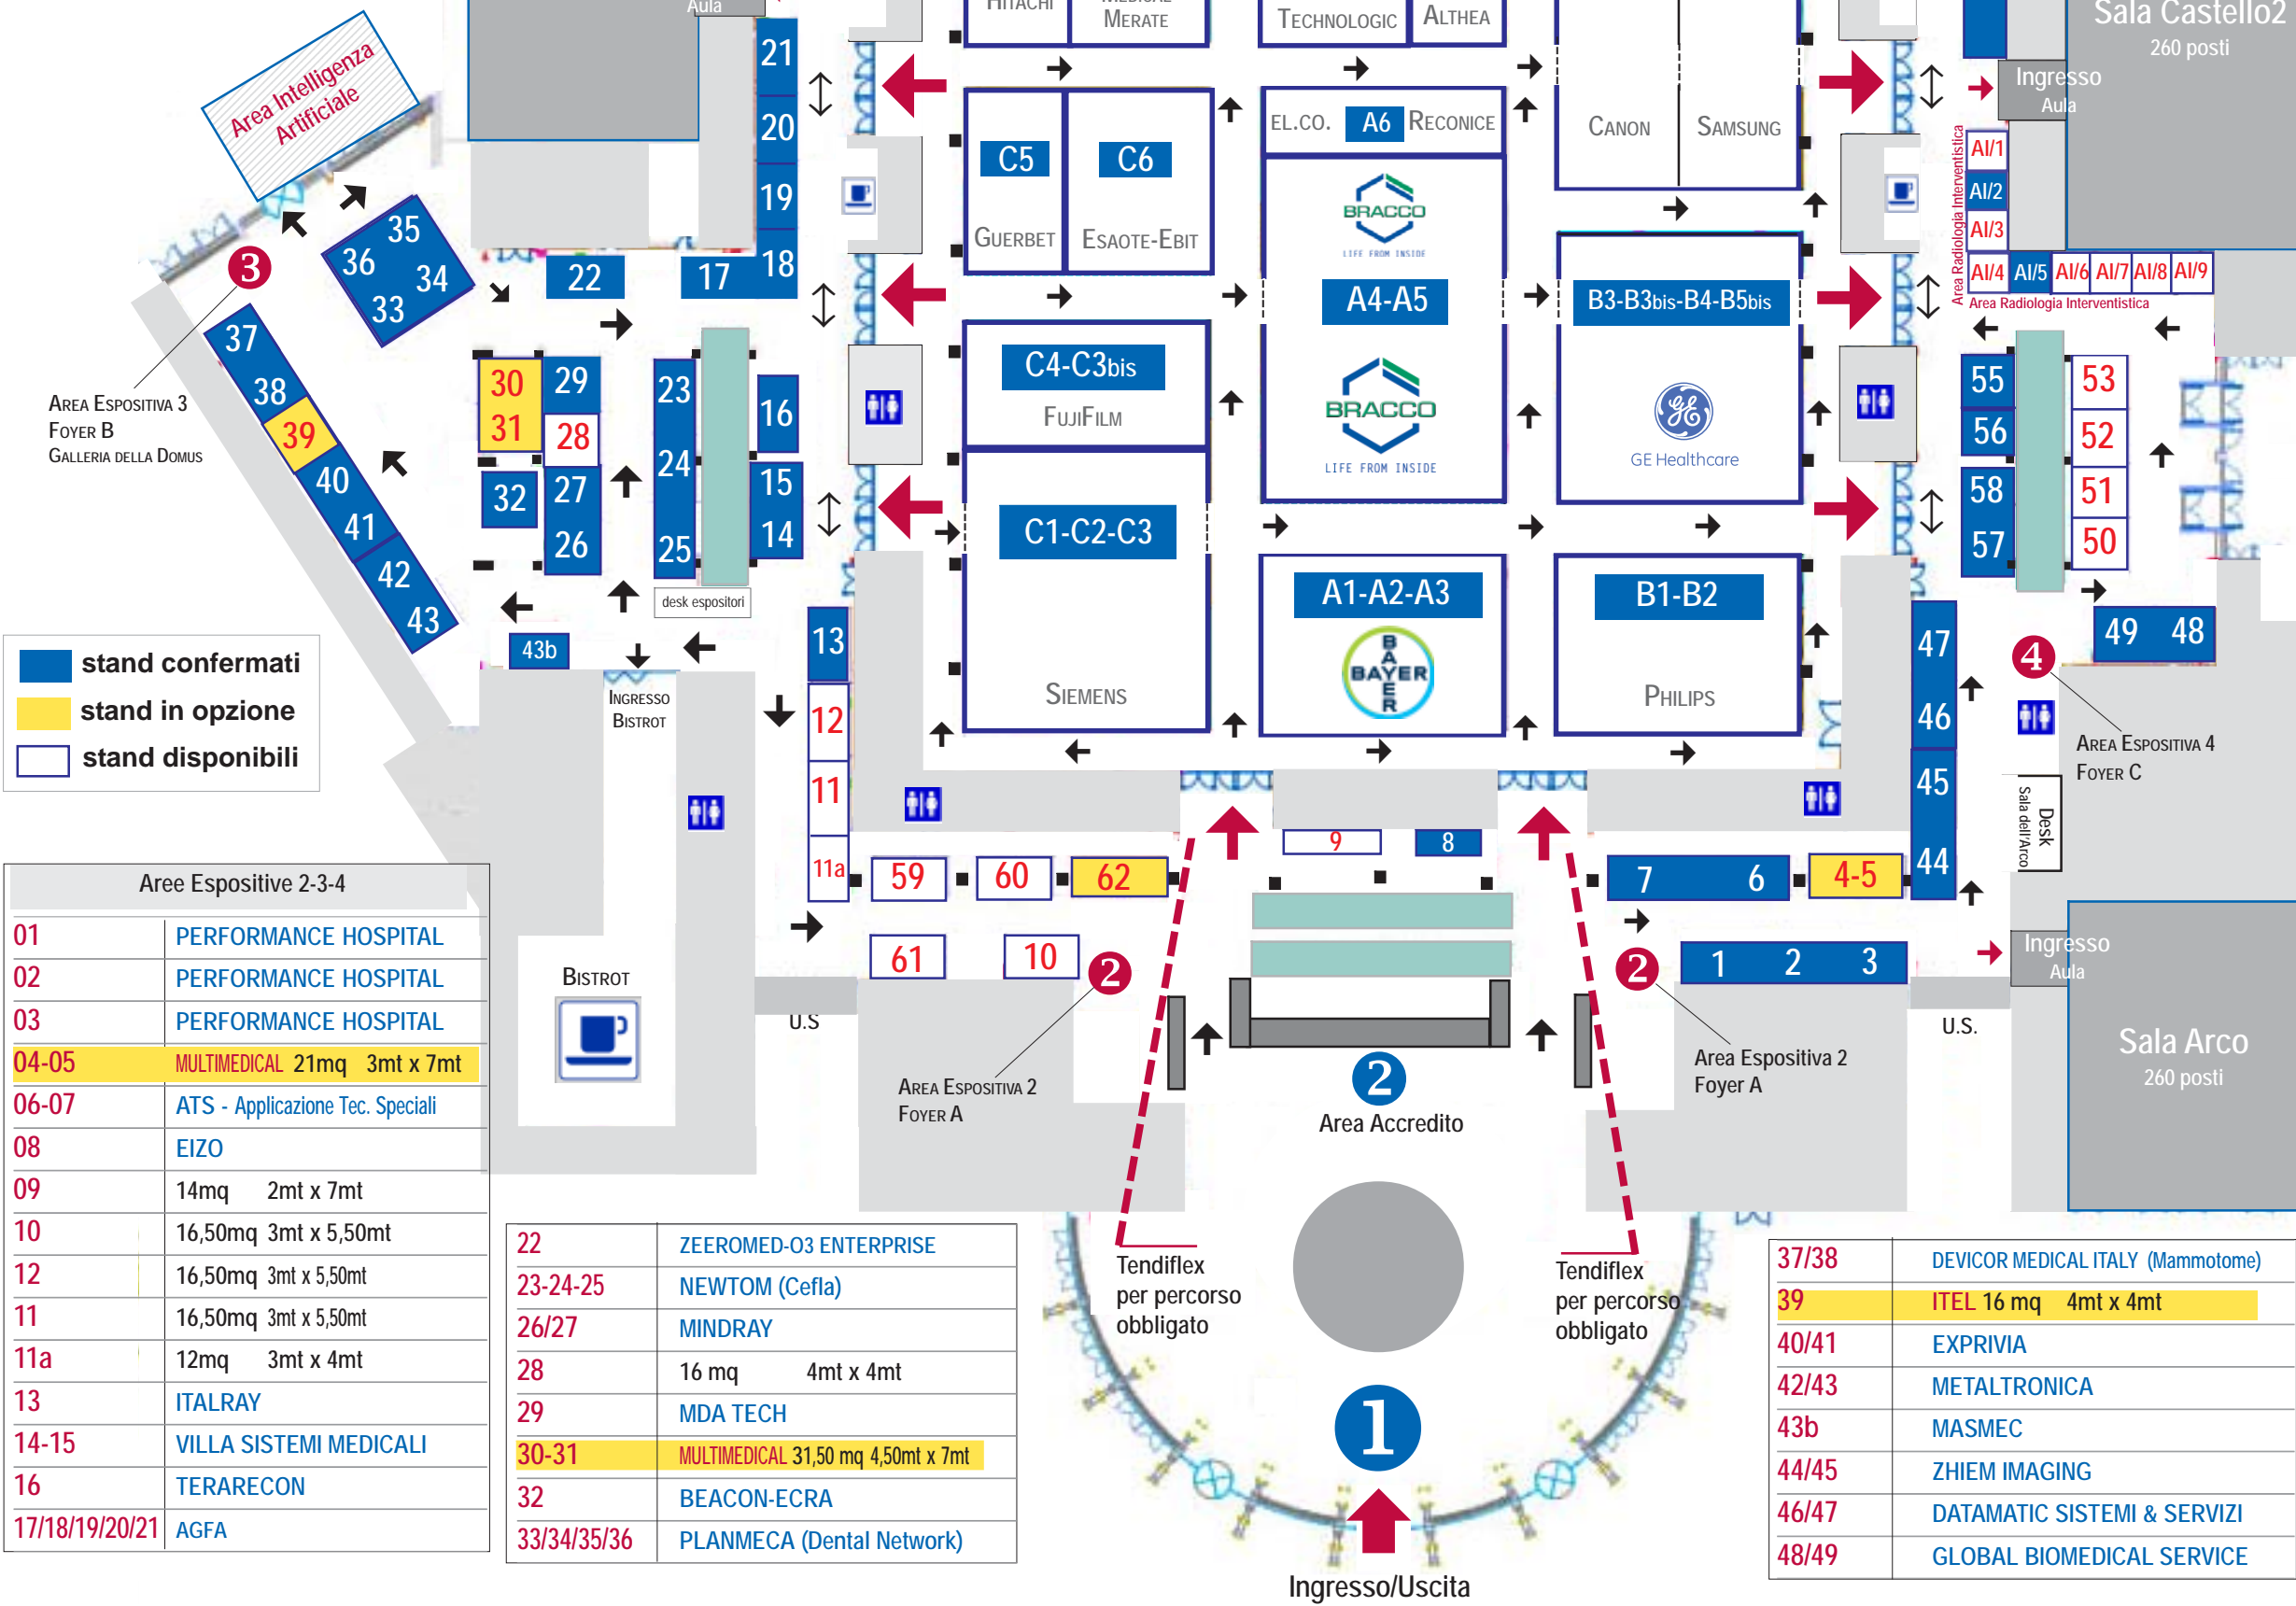 Aula
HITACHI
MEDICAL
MERATE
TECHNOLOGIC
ALTHEA
Sala Castello2
260 posti
Ingresso
Aula
Area Intelligenza
Artificiale
21
20
19
18
17
22
C5
GUERBET
C6
ESAOTE-EBIT
EL.CO.
A6
RECONICE
CANON
SAMSUNG
BRACCO
LIFE FROM INSIDE
A4-A5
BRACCO
LIFE FROM INSIDE
B3-B3bis-B4-B5bis
GE
GE Healthcare
Area Radiologia Interventistica
AI/1
AI/2
AI/3
AI/4
AI/5
AI/6
AI/7
AI/8
AI/9
Area Radiologia Interventistica
35
36
34
33
3
AREA ESPOSITIVA 3
FOYER B
GALLERIA DELLA DOMUS
37
38
39
40
41
42
43
30
31
29
28
32
27
26
23
24
25
16
15
14
desk espositori
43b
INGRESSO
BISTROT
13
12
11
11a
C4-C3bis
FUJIFILM
C1-C2-C3
SIEMENS
A1-A2-A3
BAYER
BAYER
B1-B2
PHILIPS
55
56
58
57
53
52
51
50
49 48
47
46
45
44
4
AREA ESPOSITIVA 4
FOYER C
Desk
Sala dell'Arco
stand confermati
stand in opzione
stand disponibili
59
60
62
61
10
9
8
7 6
4-5
1 2 3
2
AREA ESPOSITIVA 2
FOYER A
2
Area Espositiva 2
Foyer A
2
Area Accredito
Ingresso
Aula
Sala Arco
260 posti
U.S
U.S.
BISTROT
Tendiflex
per percorso
obbligato
Tendiflex
per percorso
obbligato
1
Ingresso/Uscita
Aree Espositive 2-3-4
01 PERFORMANCE HOSPITAL
02 PERFORMANCE HOSPITAL
03 PERFORMANCE HOSPITAL
04-05 MULTIMEDICAL 21mq 3mt x 7mt
06-07 ATS - Applicazione Tec. Speciali
08 EIZO
09 14mq 2mt x 7mt
10 16,50mq 3mt x 5,50mt
12 16,50mq 3mt x 5,50mt
11 16,50mq 3mt x 5,50mt
11a 12mq 3mt x 4mt
13 ITALRAY
14-15 VILLA SISTEMI MEDICALI
16 TERARECON
17/18/19/20/21 AGFA
22 ZEEROMED-O3 ENTERPRISE
23-24-25 NEWTOM (Cefla)
26/27 MINDRAY
28 16 mq 4mt x 4mt
29 MDA TECH
30-31 MULTIMEDICAL 31,50 mq 4,50mt x 7mt
32 BEACON-ECRA
33/34/35/36 PLANMECA (Dental Network)
37/38 DEVICOR MEDICAL ITALY (Mammotome)
39 ITEL 16 mq 4mt x 4mt
40/41 EXPRIVIA
42/43 METALTRONICA
43b MASMEC
44/45 ZHIEM IMAGING
46/47 DATAMATIC SISTEMI & SERVIZI
48/49 GLOBAL BIOMEDICAL SERVICE